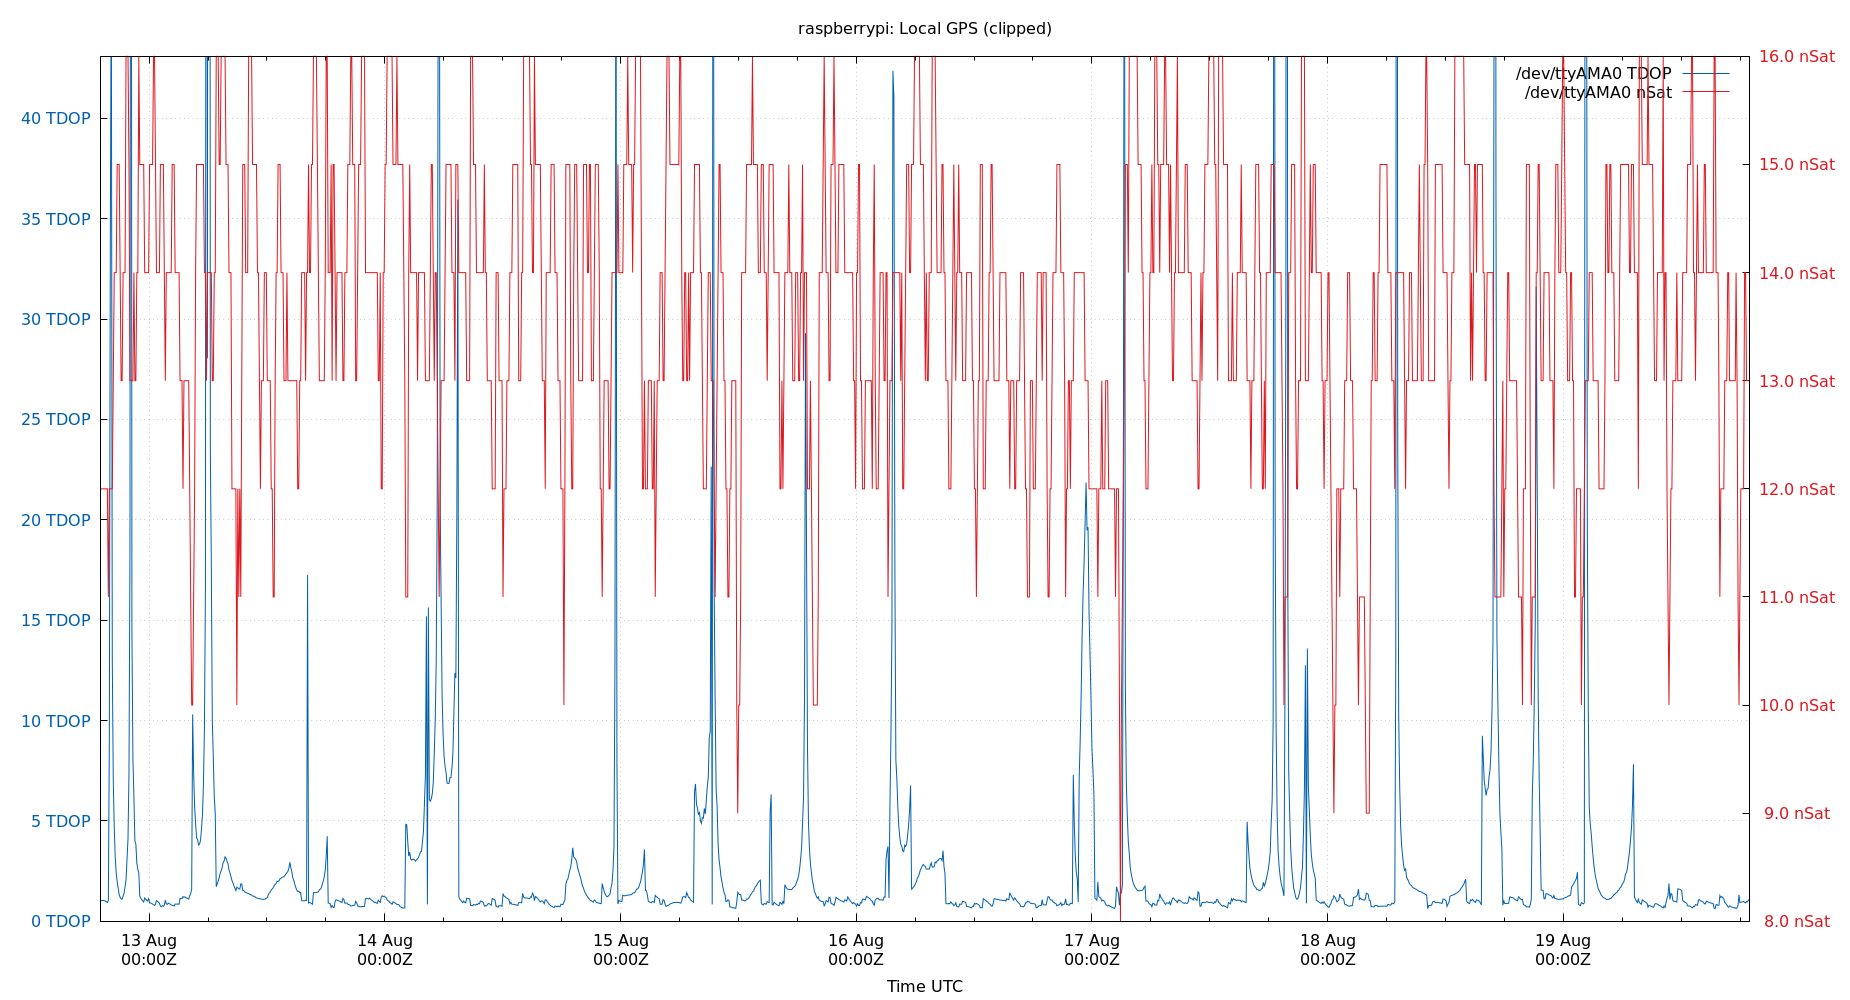 raspberrypi: Local GPS (clipped)
16.0 nSat
/dev/ttyAMA0 TDOP
/dev/ttyAMA0 nSat
40 TDOP
15.0 nSat
35 TDOP
14.0 nSat
30 TDOP
13.0 nSat
25 TDOP
12.0 nSat
20 TDOP
11.0 nSat
15 TDOP
10.0 nSat
10 TDOP
9.0 nSat
5 TDOP
0 TDOP
8.0 nSat
13 Aug 14 Aug 15 Aug 16 Aug 17 Aug 18 Aug 19 Aug
00:00Z 00:00Z 00:00Z 00:00Z 00:00Z 00:00Z 00:00Z
Time UTC